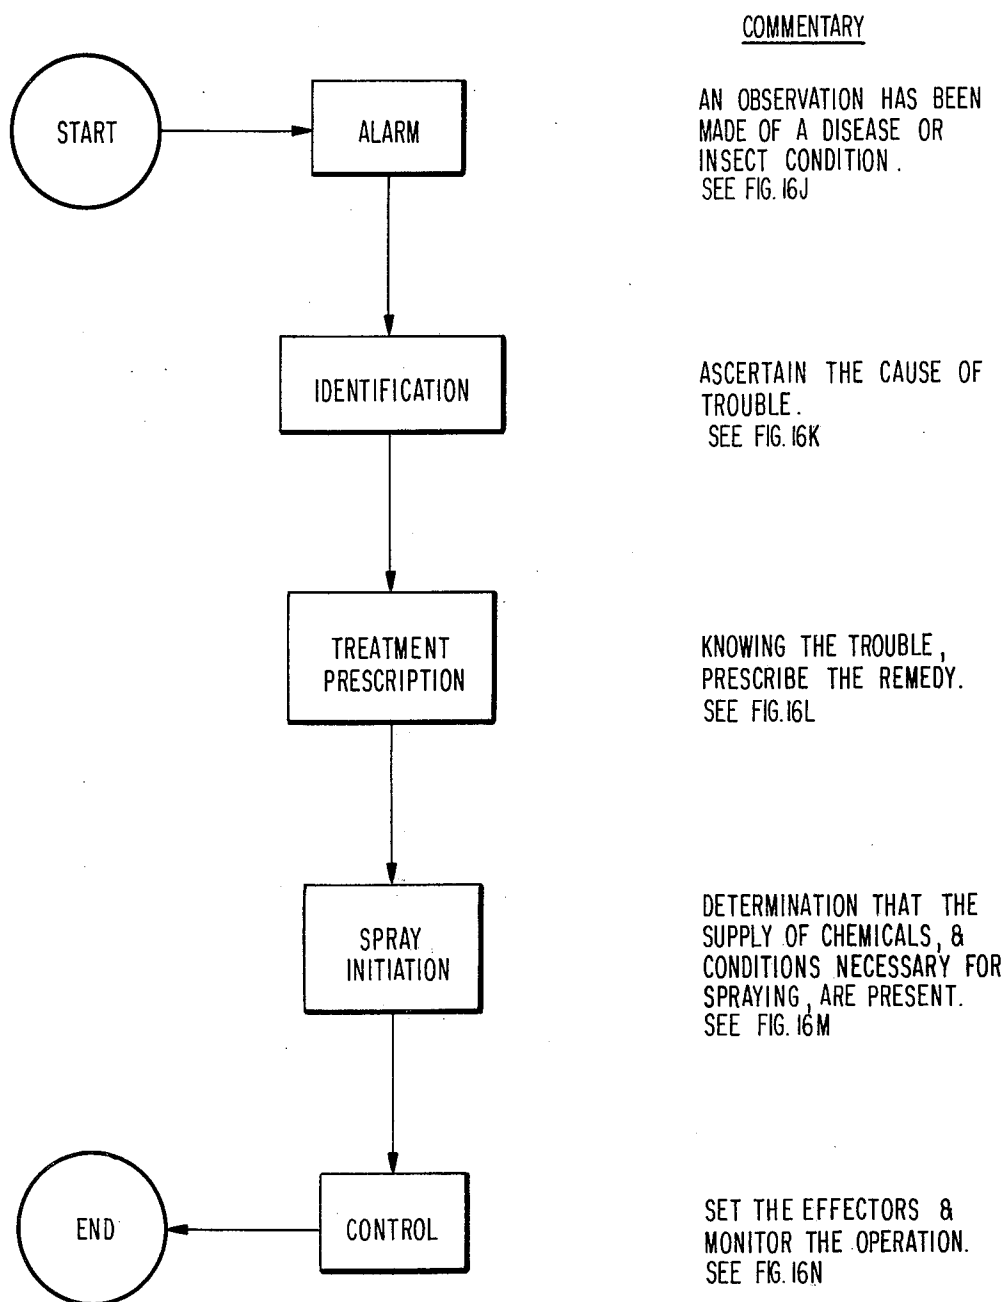 COMMENTARY
START
ALARM
AN OBSERVATION HAS BEEN
MADE OF A DISEASE OR
INSECT CONDITION.
SEE FIG. 16J
IDENTIFICATION
ASCERTAIN THE CAUSE OF
TROUBLE.
SEE FIG. 16K
TREATMENT
PRESCRIPTION
KNOWING THE TROUBLE,
PRESCRIBE THE REMEDY.
SEE FIG. 16L
SPRAY
INITIATION
DETERMINATION THAT THE
SUPPLY OF CHEMICALS, &
CONDITIONS NECESSARY FOR
SPRAYING, ARE PRESENT.
SEE FIG. 16M
END
CONTROL
SET THE EFFECTORS &
MONITOR THE OPERATION.
SEE FIG. 16N